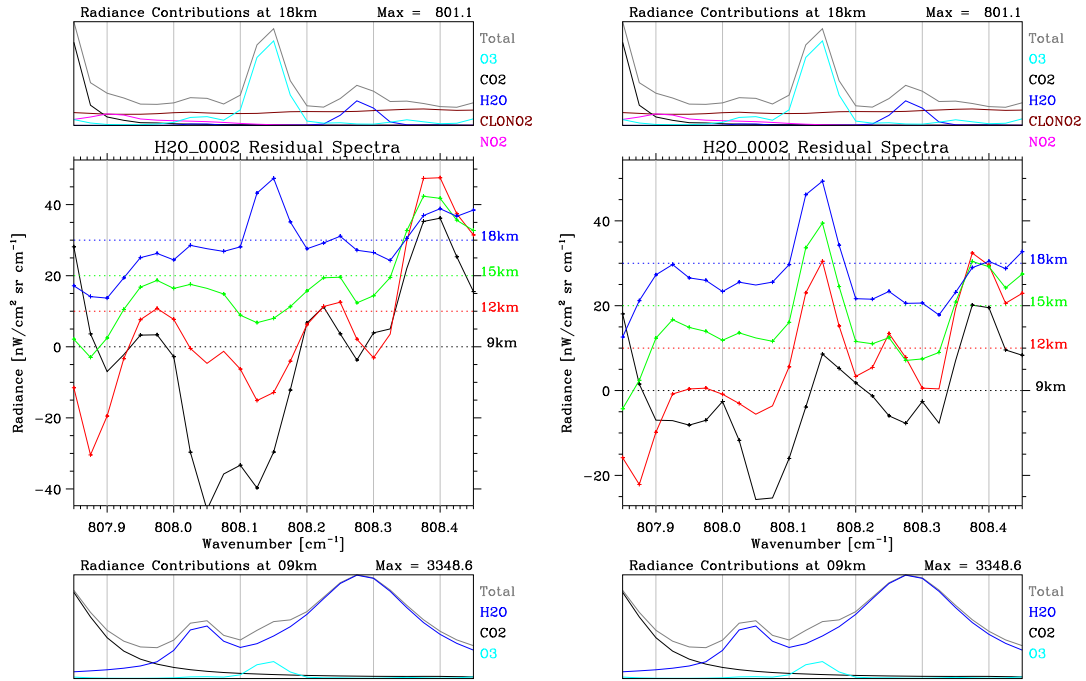 Radiance Contributions at 18km Max = 801.1
Total
O3
CO2
H2O
CLONO2
NO2
H2O_0002 Residual Spectra
Radiance [nW/cm² sr cm⁻¹]
40
20
0
-20
-40
18km
15km
12km
9km
807.9 808.0 808.1 808.2 808.3 808.4
Wavenumber [cm⁻¹]
Radiance Contributions at 09km Max = 3348.6
Total
H2O
CO2
O3
Radiance Contributions at 18km Max = 801.1
Total
O3
CO2
H2O
CLONO2
NO2
H2O_0002 Residual Spectra
Radiance [nW/cm² sr cm⁻¹]
40
20
0
-20
18km
15km
12km
9km
807.9 808.0 808.1 808.2 808.3 808.4
Wavenumber [cm⁻¹]
Radiance Contributions at 09km Max = 3348.6
Total
H2O
CO2
O3